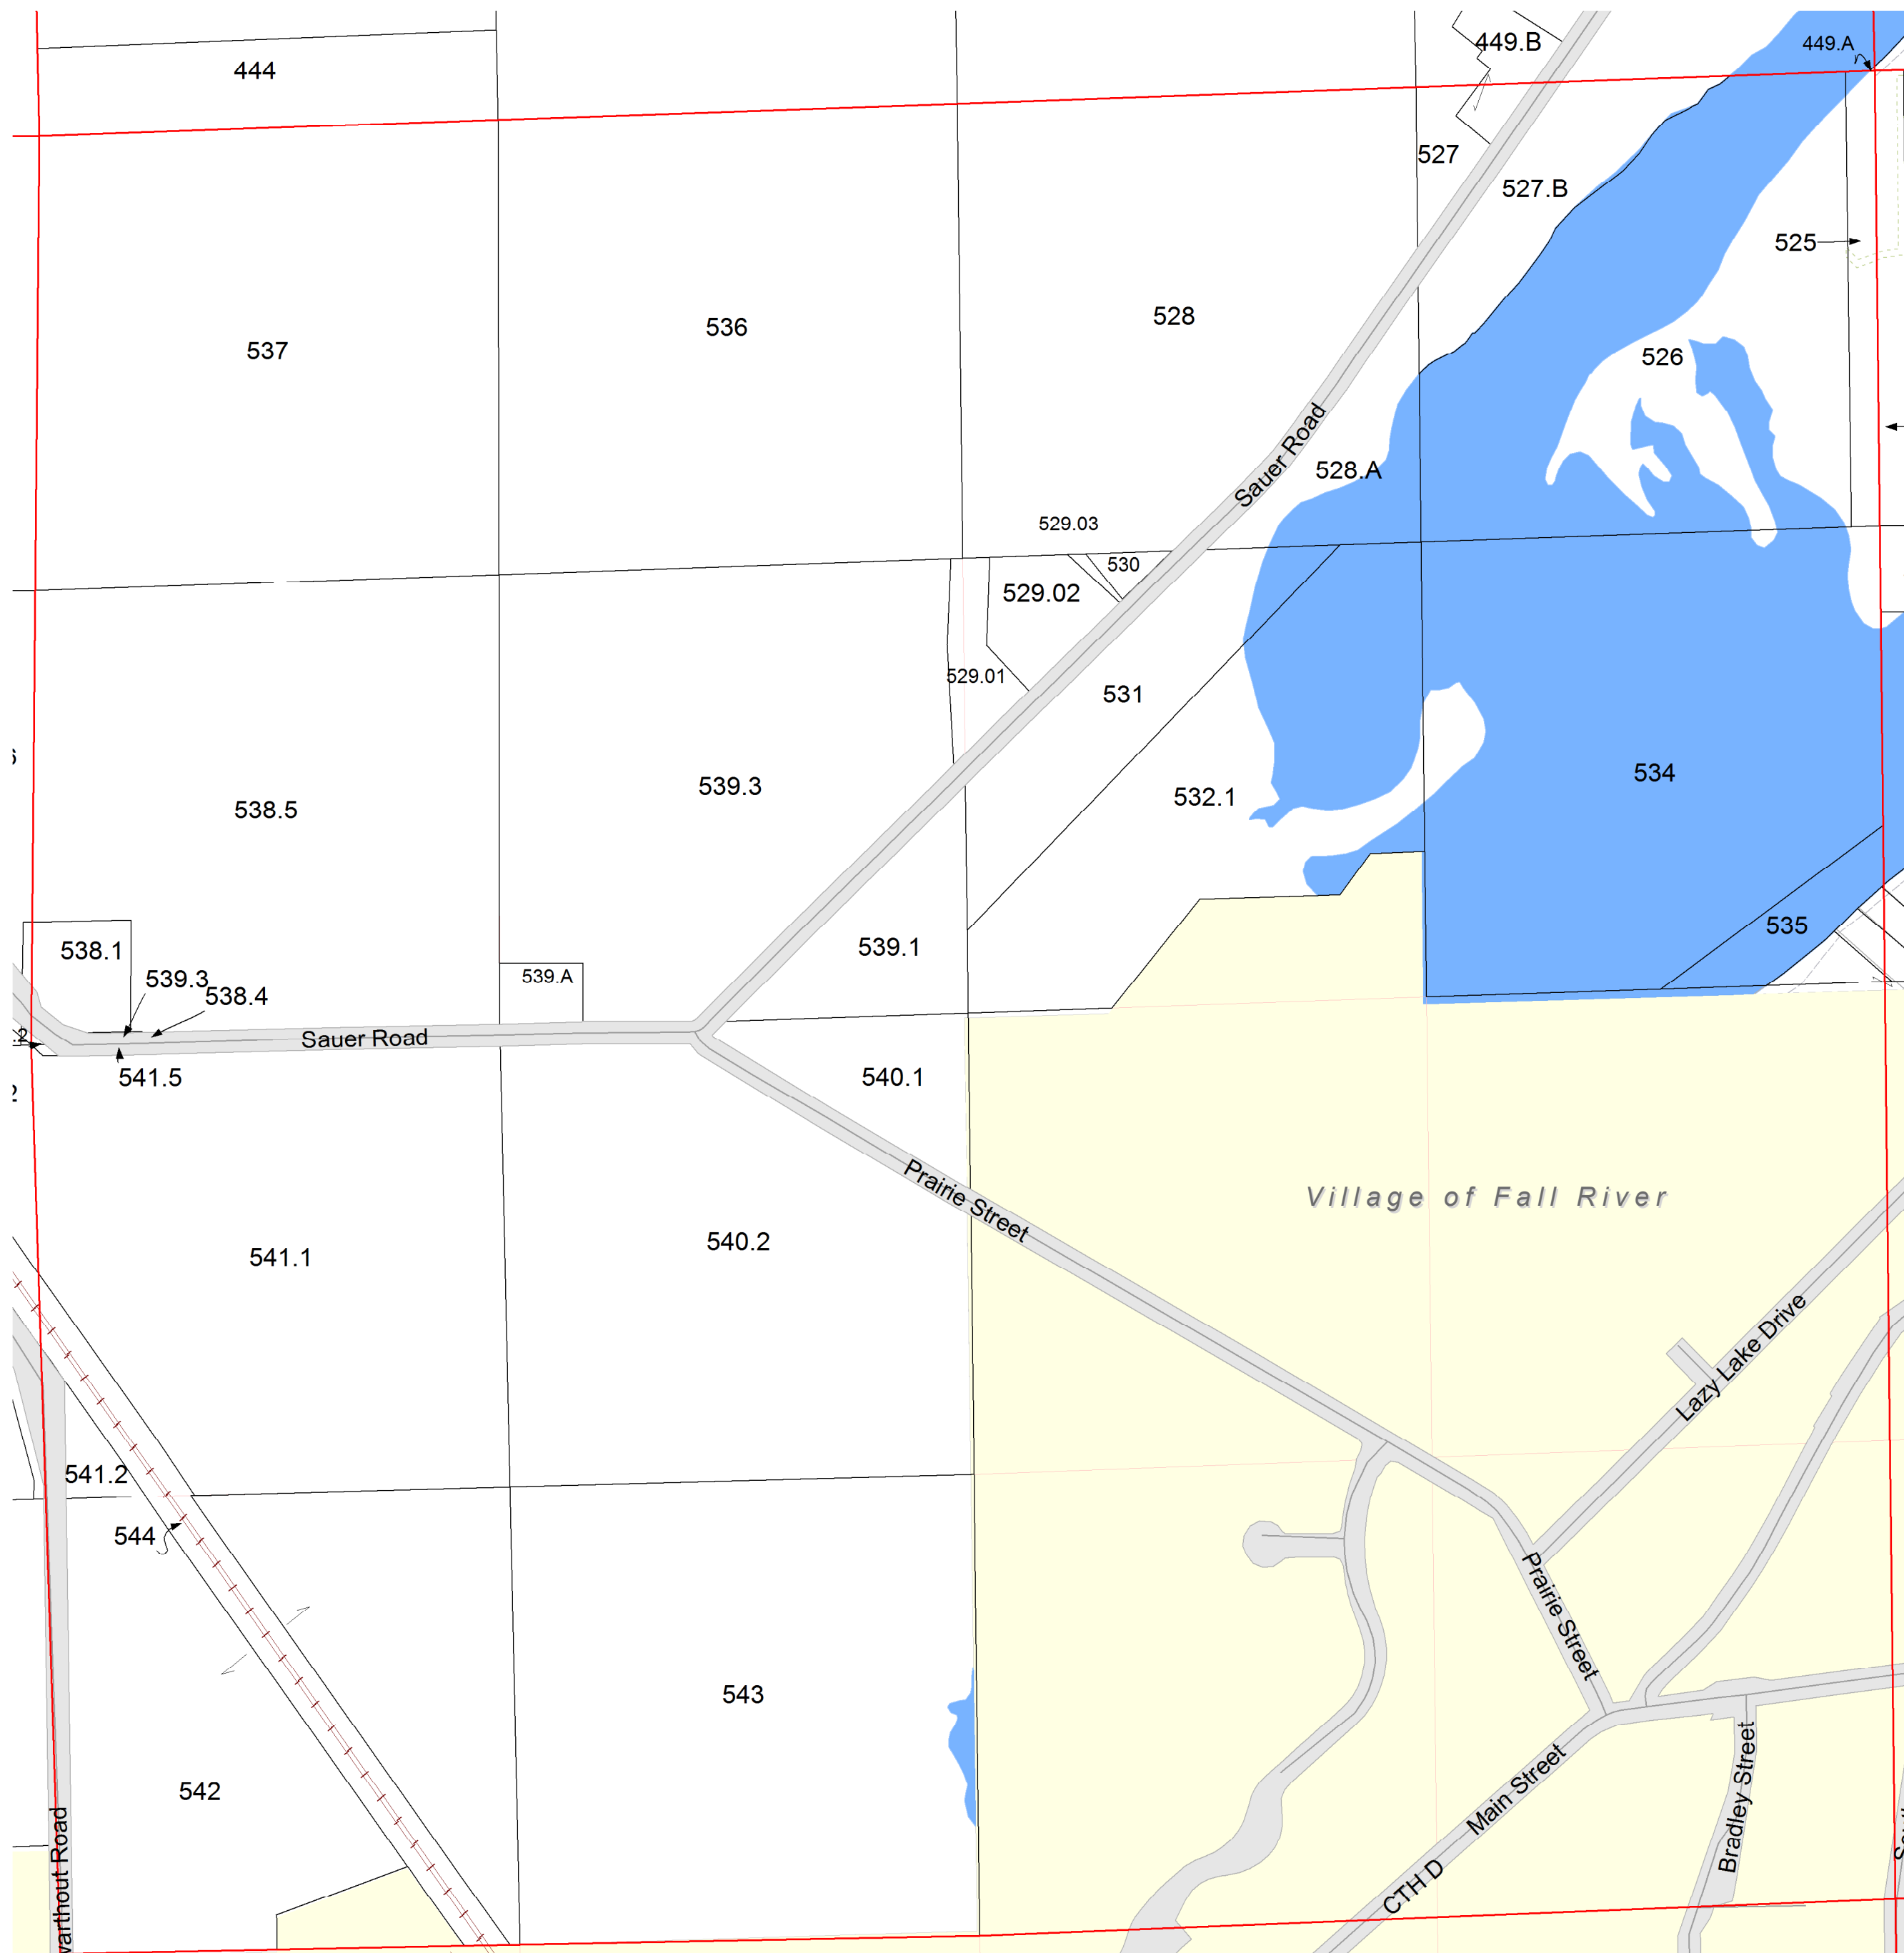 449.B
449.A
444
527
527.B
525
528
536
537
526
Sauer Road
528.A
529.03
530
529.02
529.01
531
534
539.3
532.1
538.5
535
539.1
538.1
539.A
539.3
538.4
.2
Sauer Road
541.5
540.1
Prairie Street
Village of Fall River
540.2
541.1
Lazy Lake Drive
541.2
544
Prairie Street
543
542
Main Street
Bradley Street
CTH D
warthout Road